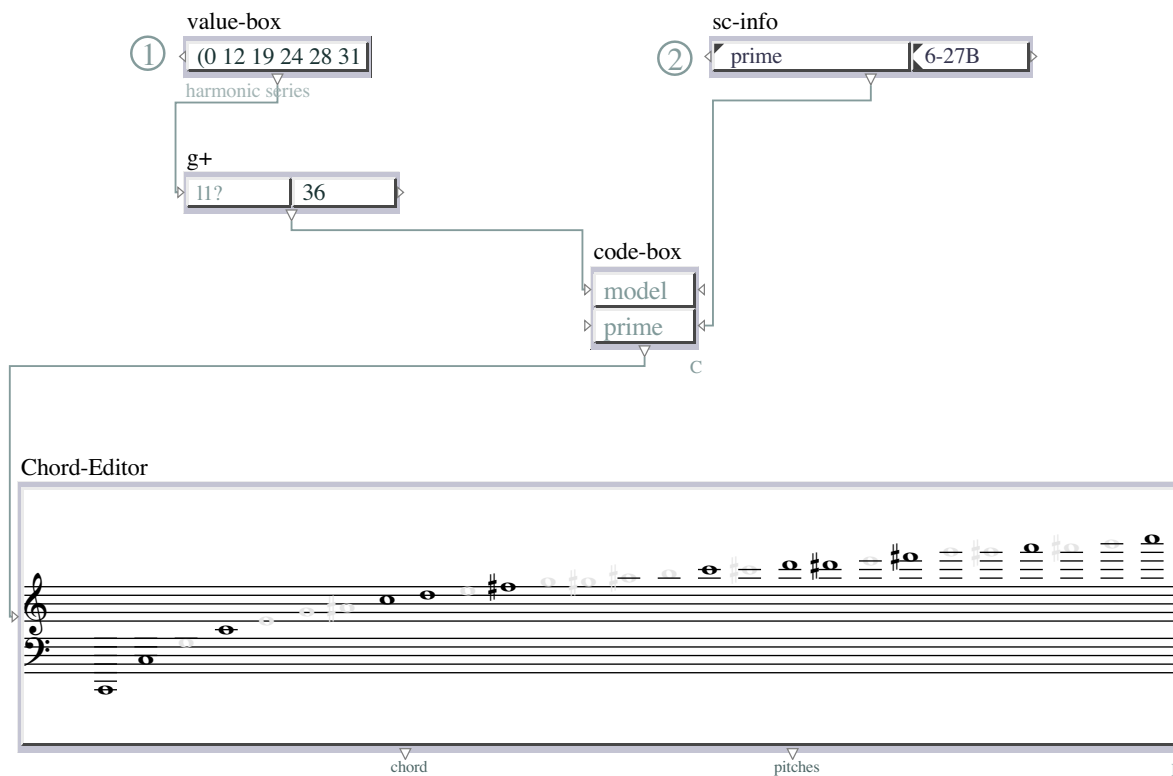 value-box
sc-info
1
(0 12 19 24 28 31
2
prime
6-27B
harmonic series
g+
l1?
36
code-box
model
prime
C
Chord-Editor
chord
pitches